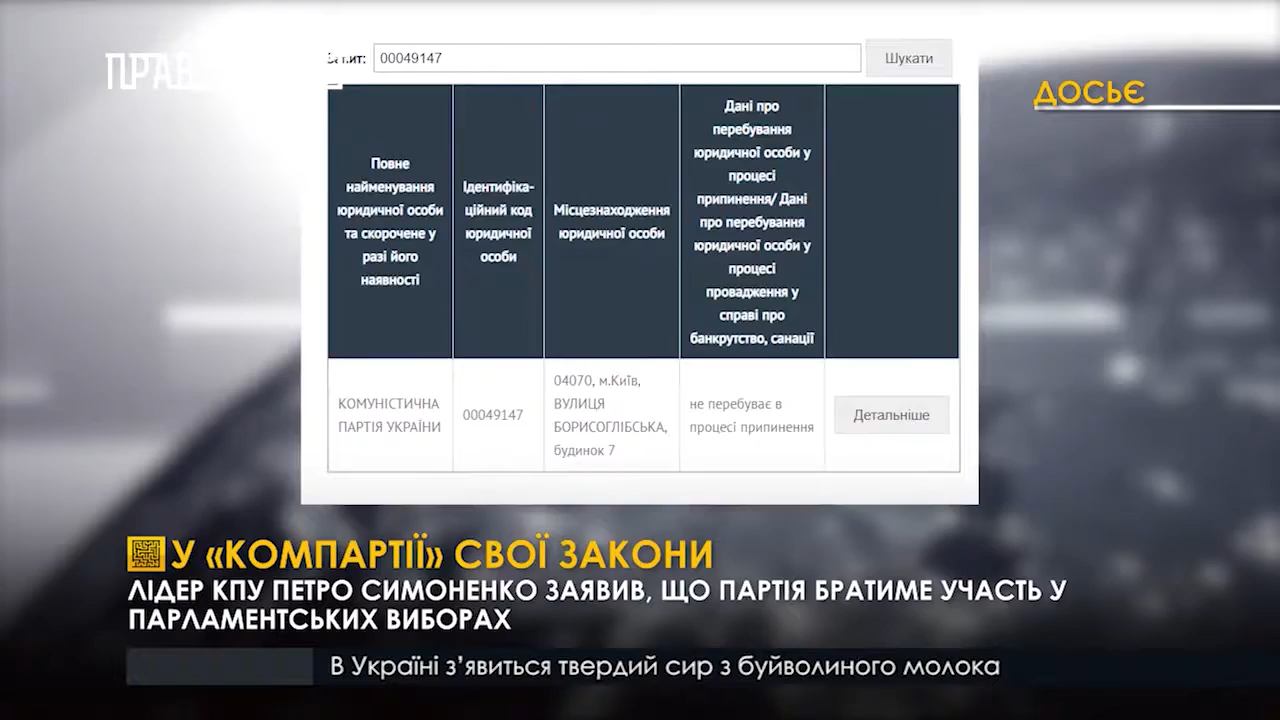 ПРАВ
00049147
Шукати
ДОСЬЄ
Повне
найменування
юридичної особи
та скорочене у
разі його
наявності
Ідентифіка-
ційний код
юридичної
особи
Місцезнаходження
юридичної особи
Дані про
перебування
юридичної особи у
процесі
припинення/ Дані
про перебування
юридичної особи у
процесі
провадження у
справі про
банкрутство, санації
КОМУНІСТИЧНА
ПАРТІЯ УКРАЇНИ
00049147
04070, м.Київ,
ВУЛИЦЯ
БОРИСОГЛІБСЬКА,
будинок 7
не перебуває в
процесі припинення
Детальніше
У «КОМПАРТІЇ» СВОЇ ЗАКОНИ
ЛІДЕР КПУ ПЕТРО СИМОНЕНКО ЗАЯВИВ, ЩО ПАРТІЯ БРАТИМЕ УЧАСТЬ У
ПАРЛАМЕНТСЬКИХ ВИБОРАХ
В Україні з’явиться твердий сир з буйволиного молока